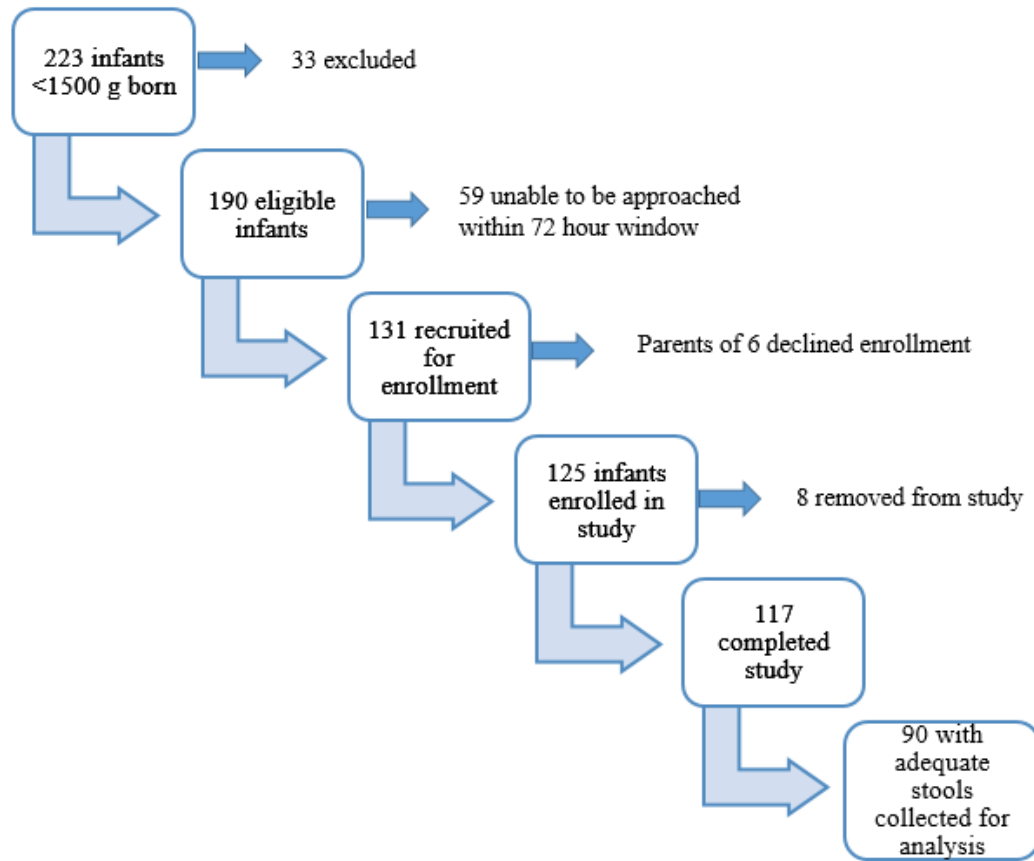 223 infants
<1500 g born
33 excluded
190 eligible
infants
59 unable to be approached
within 72 hour window
131 recruited
for
enrollment
Parents of 6 declined enrollment
125 infants
enrolled in
study
8 removed from study
117
completed
study
90 with
adequate
stools
collected for
analysis